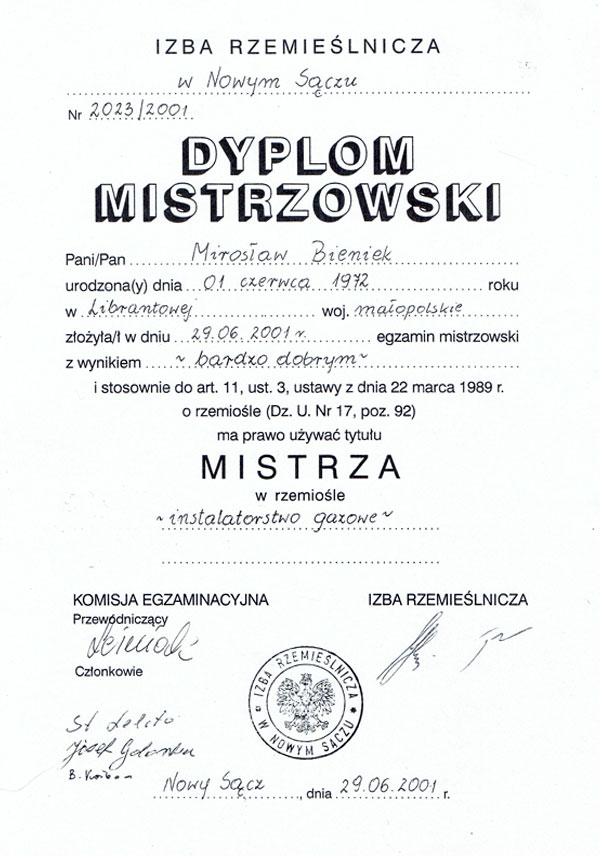 IZBA RZEMIEŚLNICZA
w Nowym Sączu
Nr 2023/2001
DYPLOM
MISTRZOWSKI
Pani/Pan Mirosław Bieniek
urodzona(y) dnia 01 czerwca 1972 roku
w Librantowej woj. małopolskie
złożyła/ł w dniu 29.06.2001 r. egzamin mistrzowski
z wynikiem ~ bardzo dobrym ~
i stosownie do art. 11, ust. 3, ustawy z dnia 22 marca 1989 r.
o rzemiośle (Dz. U. Nr 17, poz. 92)
ma prawo używać tytułu
MISTRZA
w rzemiośle
~ instalatorstwo gazowe ~
KOMISJA EGZAMINACYJNA
IZBA RZEMIEŚLNICZA
Przewodniczący
Członkowie
IZBA RZEMIEŚLNICZA
W NOWYM SĄCZU
St
Józef
B.
Nowy Sącz, dnia 29.06.2001 r.